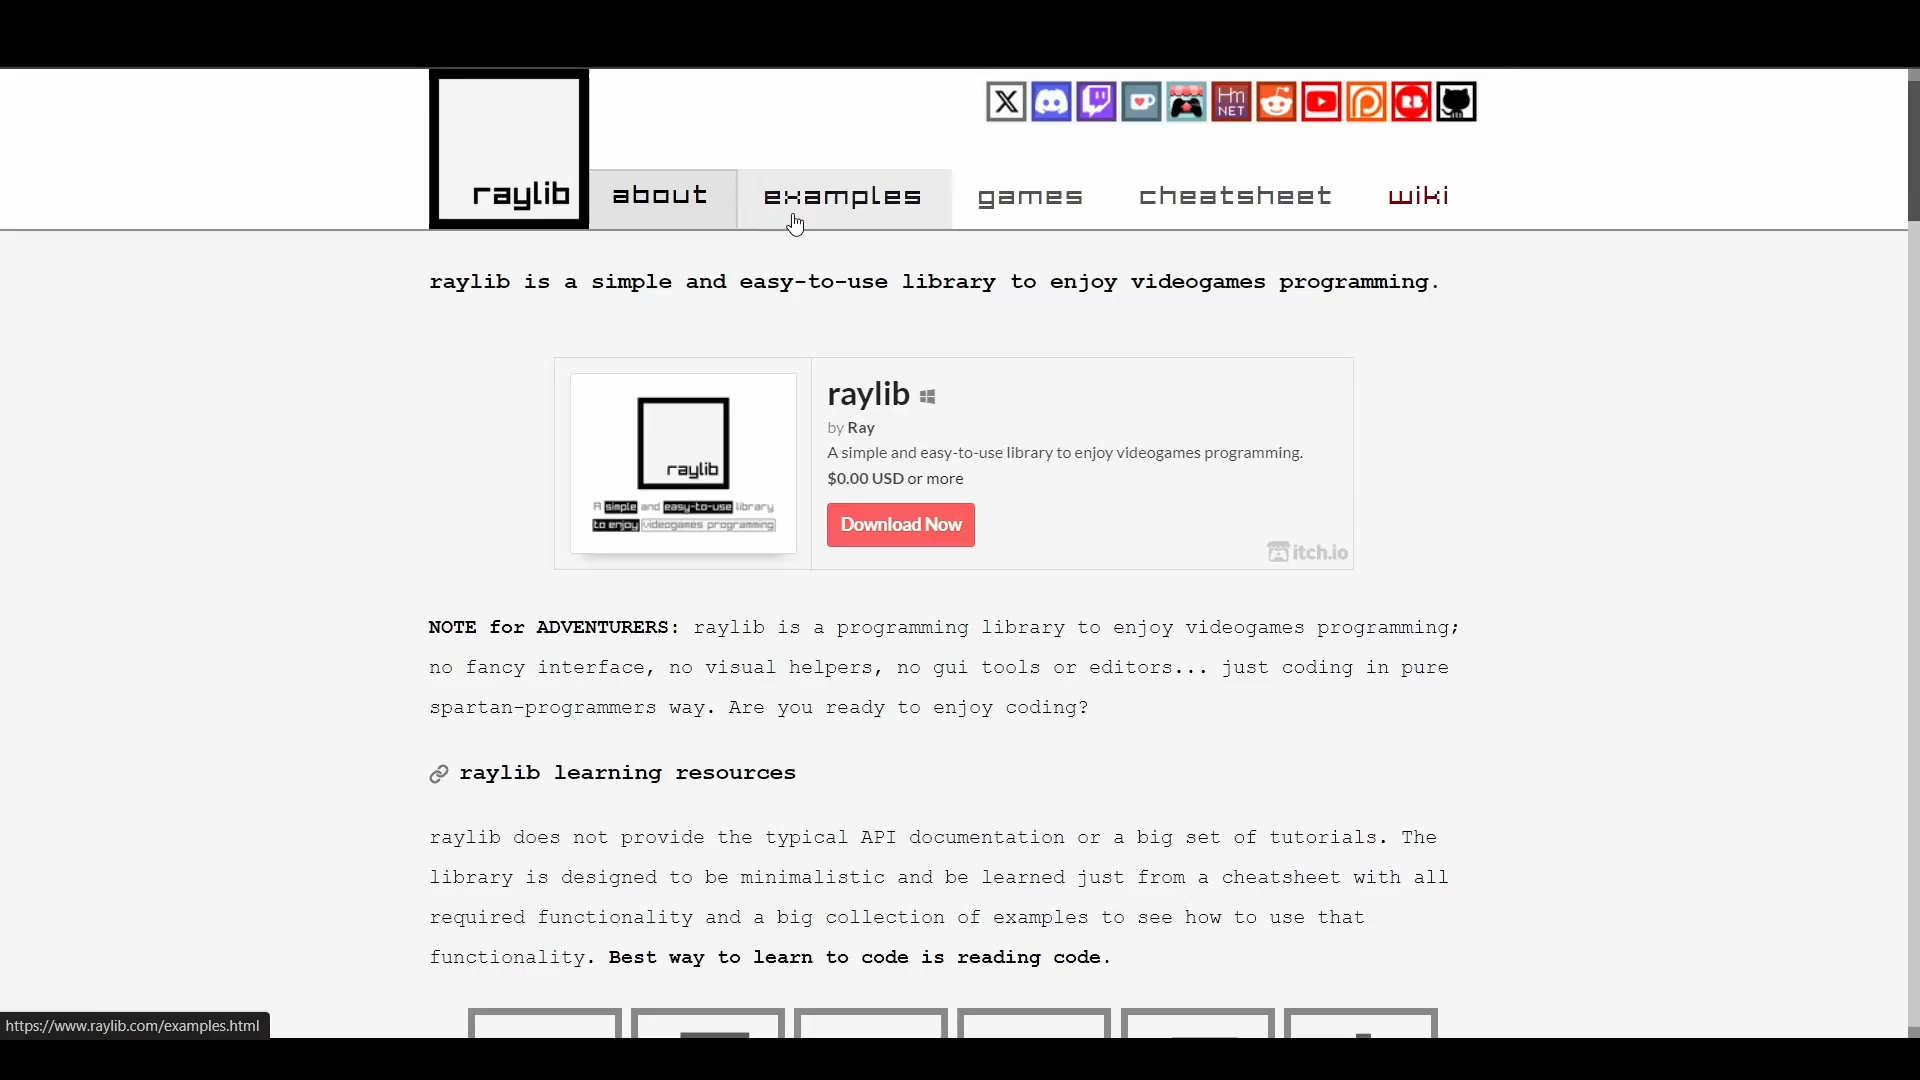 raylib
HM
NET
about
examples
games
cheatsheet
wiki
raylib is a simple and easy-to-use library to enjoy videogames programming.
raylib
A simple and easy-to-use library
to enjoy videogames programming
raylib
by Ray
A simple and easy-to-use library to enjoy videogames programming.
$0.00 USD or more
Download Now
itch.io
NOTE for ADVENTURERS: raylib is a programming library to enjoy videogames programming;
no fancy interface, no visual helpers, no gui tools or editors... just coding in pure
spartan-programmers way. Are you ready to enjoy coding?
raylib learning resources
raylib does not provide the typical API documentation or a big set of tutorials. The
library is designed to be minimalistic and be learned just from a cheatsheet with all
required functionality and a big collection of examples to see how to use that
functionality. Best way to learn to code is reading code.
https://www.raylib.com/examples.html